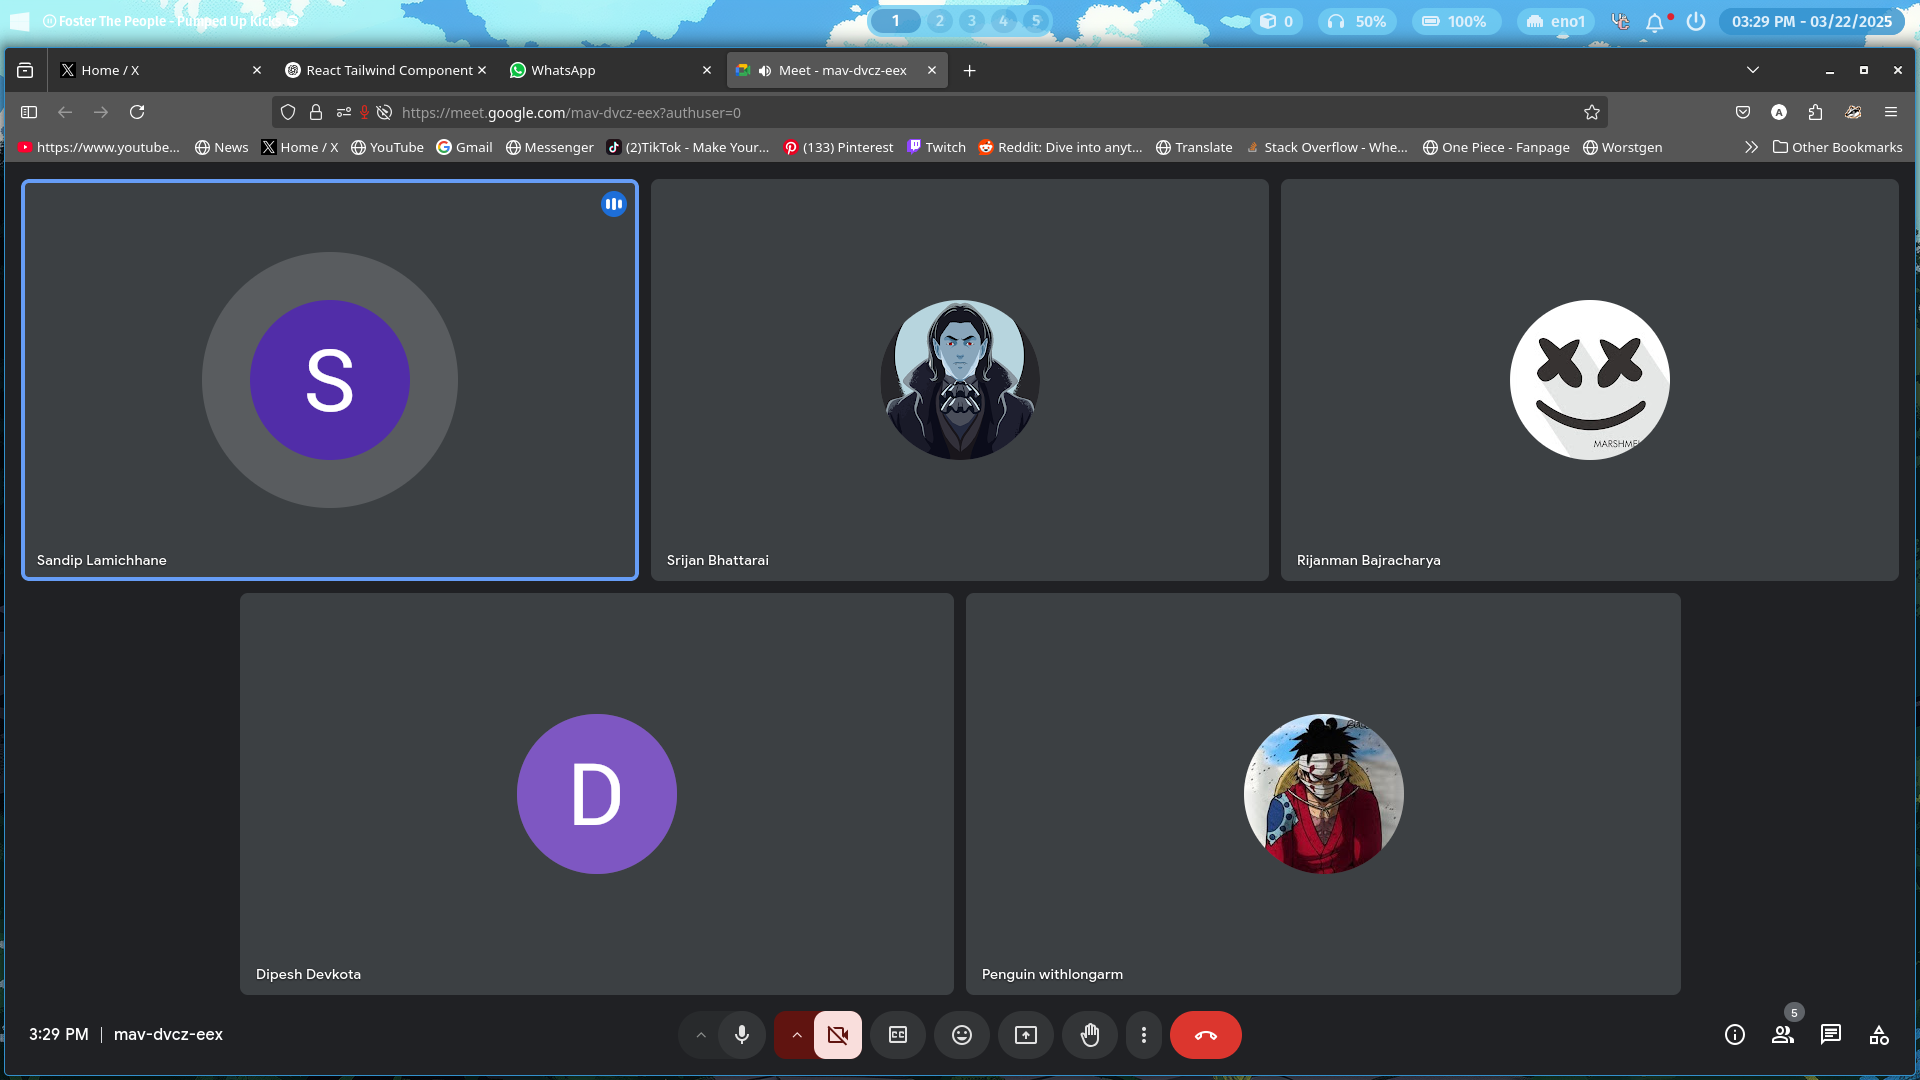 Foster The People - Pumped Up Kicks
1 2 3 4 5
0
50%
100%
eno1
03:29 PM - 03/22/2025
Home / X
React Tailwind Component
WhatsApp
Meet - mav-dvcz-eex
https://meet.google.com/mav-dvcz-eex?authuser=0
A
https://www.youtube...
News
Home / X
YouTube
Gmail
Messenger
(2)TikTok - Make Your...
(133) Pinterest
Twitch
Reddit: Dive into anyt...
Translate
Stack Overflow - Whe...
One Piece - Fanpage
Worstgen
Other Bookmarks
S
MARSHME
Sandip Lamichhane
Srijan Bhattarai
Rijanman Bajracharya
D
Dipesh Devkota
Penguin withlongarm
3:29 PM | mav-dvcz-eex
CC
5